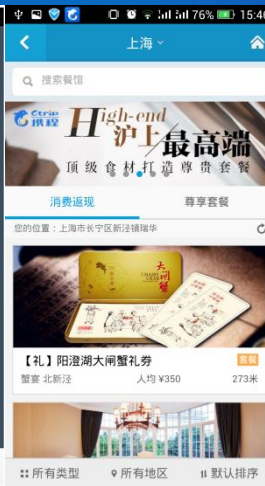 76% 15:46
上海
搜索餐馆
Ctrip
携程
High-end
沪上最高端
顶级食材打造尊贵套餐
消费返现
尊享套餐
您的位置：上海市长宁区新泾镇瑞华
大闸蟹
【礼】阳澄湖大闸蟹礼券
套餐
蟹宴 北新泾
人均 ¥350
273米
所有类型
所有地区
默认排序